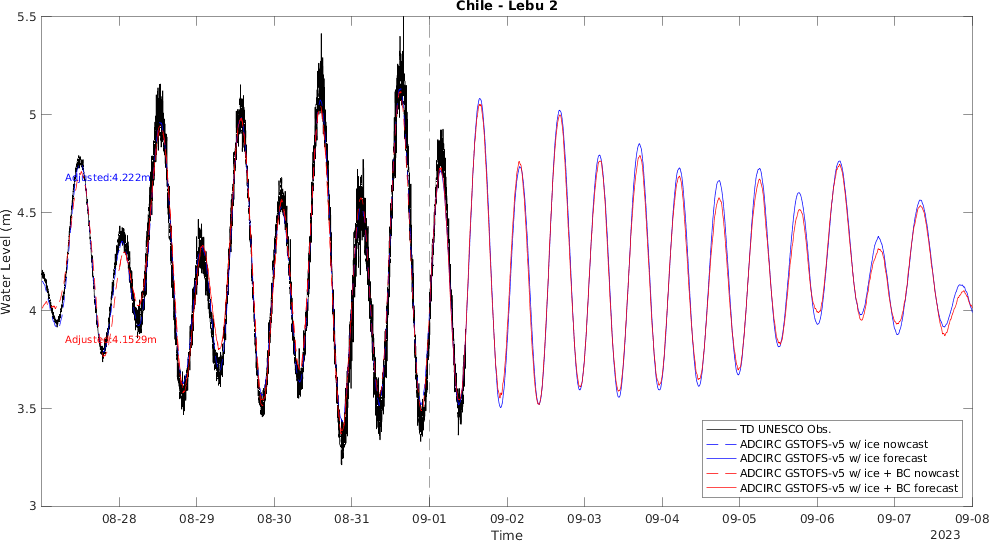 Chile - Lebu 2
5.5
5
4.5
4
3.5
3
Water Level (m)
Adjusted:4.222m
Adjusted:4.1529m
TD UNESCO Obs.
ADCIRC GSTOFS-v5 w/ ice nowcast
ADCIRC GSTOFS-v5 w/ ice forecast
ADCIRC GSTOFS-v5 w/ ice + BC nowcast
ADCIRC GSTOFS-v5 w/ ice + BC forecast
08-28 08-29 08-30 08-31 09-01 09-02 09-03 09-04 09-05 09-06 09-07 09-08
Time
2023